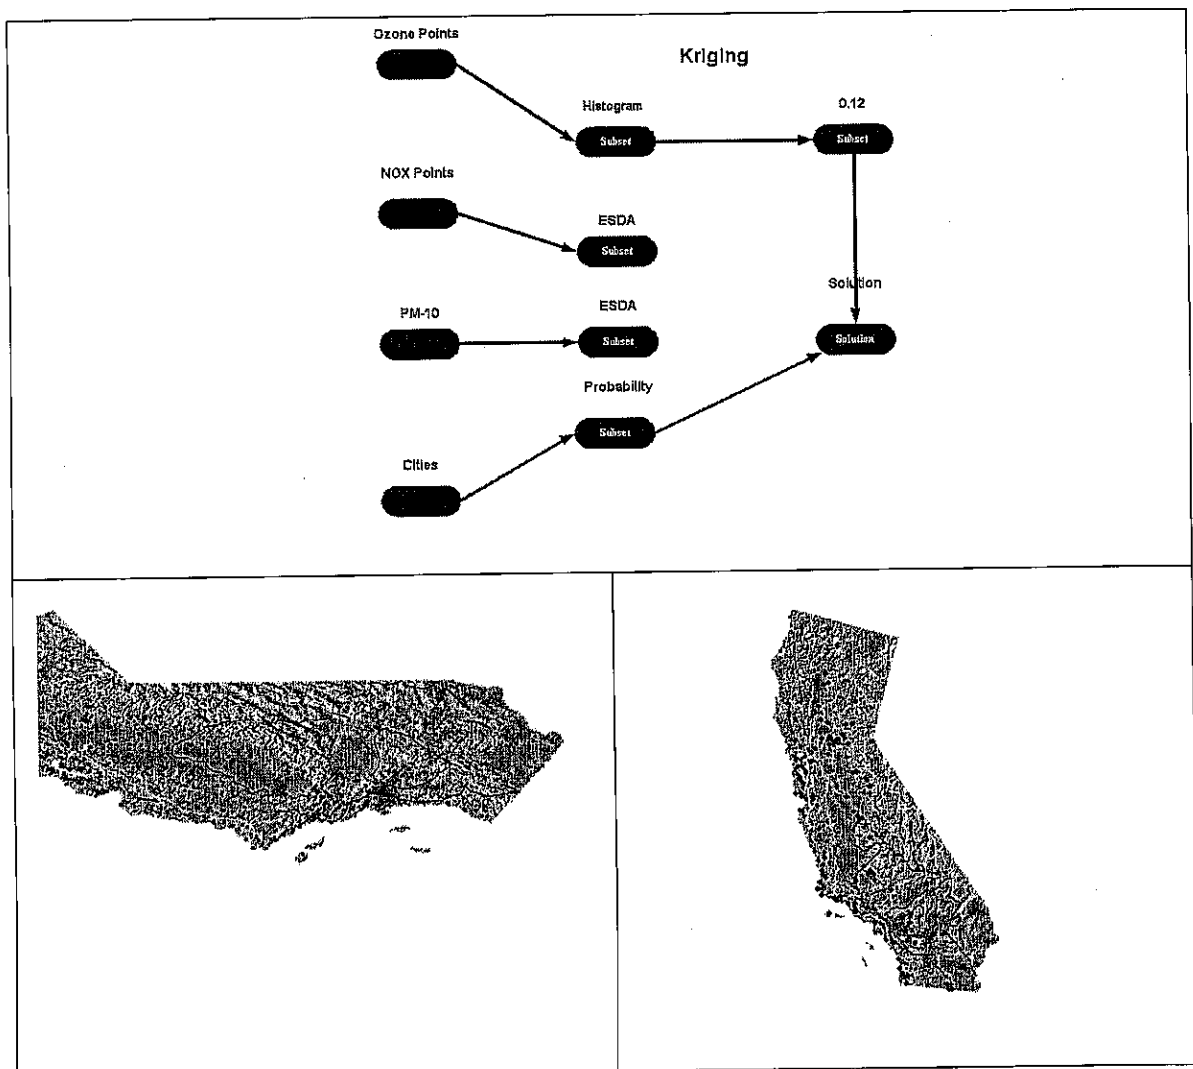 Ozone Points
Kriging
Histogram
Subset
0.12
Subset
NOX Points
ESDA
Subset
Solution
Solution
PM-10
ESDA
Subset
Probability
Subset
Cities